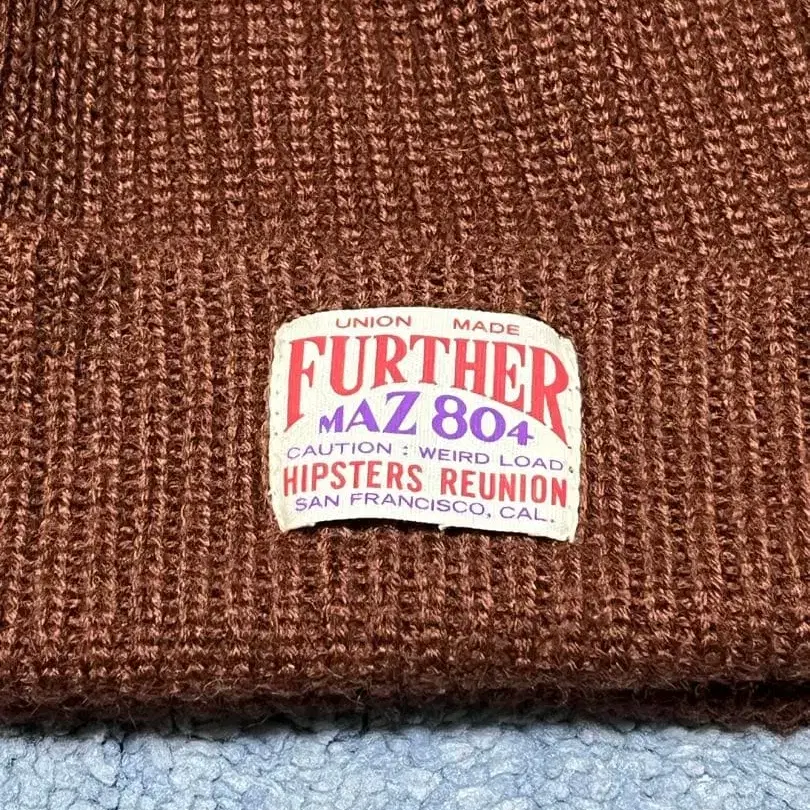 UNION MADE
FURTHER
MAZ 804
CAUTION : WEIRD LOAD
HIPSTERS REUNION
SAN FRANCISCO, CAL.